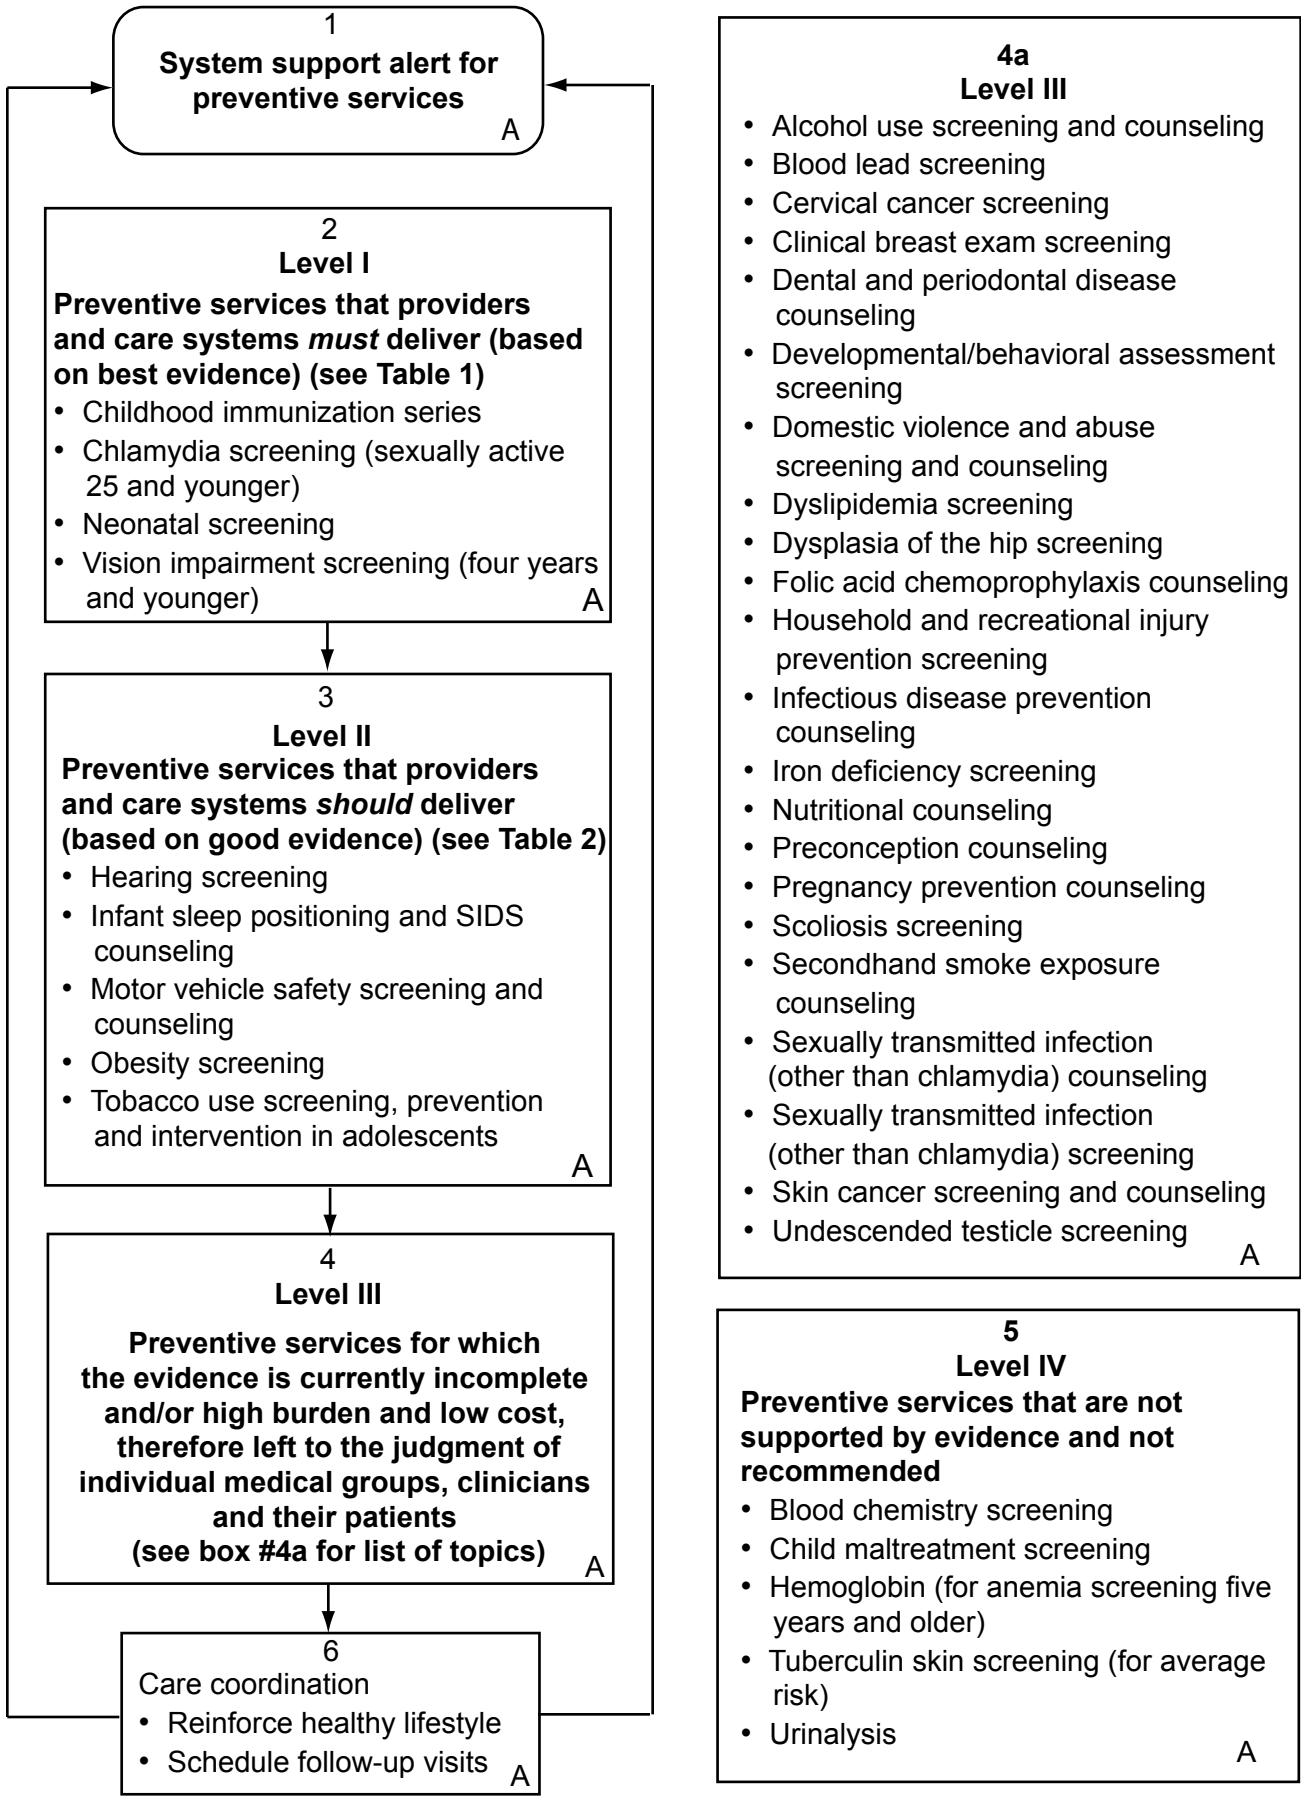 1
System support alert for
preventive services
A
2
Level I
Preventive services that providers
and care systems must deliver (based
on best evidence) (see Table 1)
• Childhood immunization series
• Chlamydia screening (sexually active
25 and younger)
• Neonatal screening
• Vision impairment screening (four years
and younger)
A
3
Level II
Preventive services that providers
and care systems should deliver
(based on good evidence) (see Table 2)
• Hearing screening
• Infant sleep positioning and SIDS
counseling
• Motor vehicle safety screening and
counseling
• Obesity screening
• Tobacco use screening, prevention
and intervention in adolescents
A
4
Level III
Preventive services for which
the evidence is currently incomplete
and/or high burden and low cost,
therefore left to the judgment of
individual medical groups, clinicians
and their patients
(see box #4a for list of topics)
A
6
Care coordination
• Reinforce healthy lifestyle
• Schedule follow-up visits
A
4a
Level III
• Alcohol use screening and counseling
• Blood lead screening
• Cervical cancer screening
• Clinical breast exam screening
• Dental and periodontal disease
counseling
• Developmental/behavioral assessment
screening
• Domestic violence and abuse
screening and counseling
• Dyslipidemia screening
• Dysplasia of the hip screening
• Folic acid chemoprophylaxis counseling
• Household and recreational injury
prevention screening
• Infectious disease prevention
counseling
• Iron deficiency screening
• Nutritional counseling
• Preconception counseling
• Pregnancy prevention counseling
• Scoliosis screening
• Secondhand smoke exposure
counseling
• Sexually transmitted infection
(other than chlamydia) counseling
• Sexually transmitted infection
(other than chlamydia) screening
• Skin cancer screening and counseling
• Undescended testicle screening
A
5
Level IV
Preventive services that are not
supported by evidence and not
recommended
• Blood chemistry screening
• Child maltreatment screening
• Hemoglobin (for anemia screening five
years and older)
• Tuberculin skin screening (for average
risk)
• Urinalysis
A